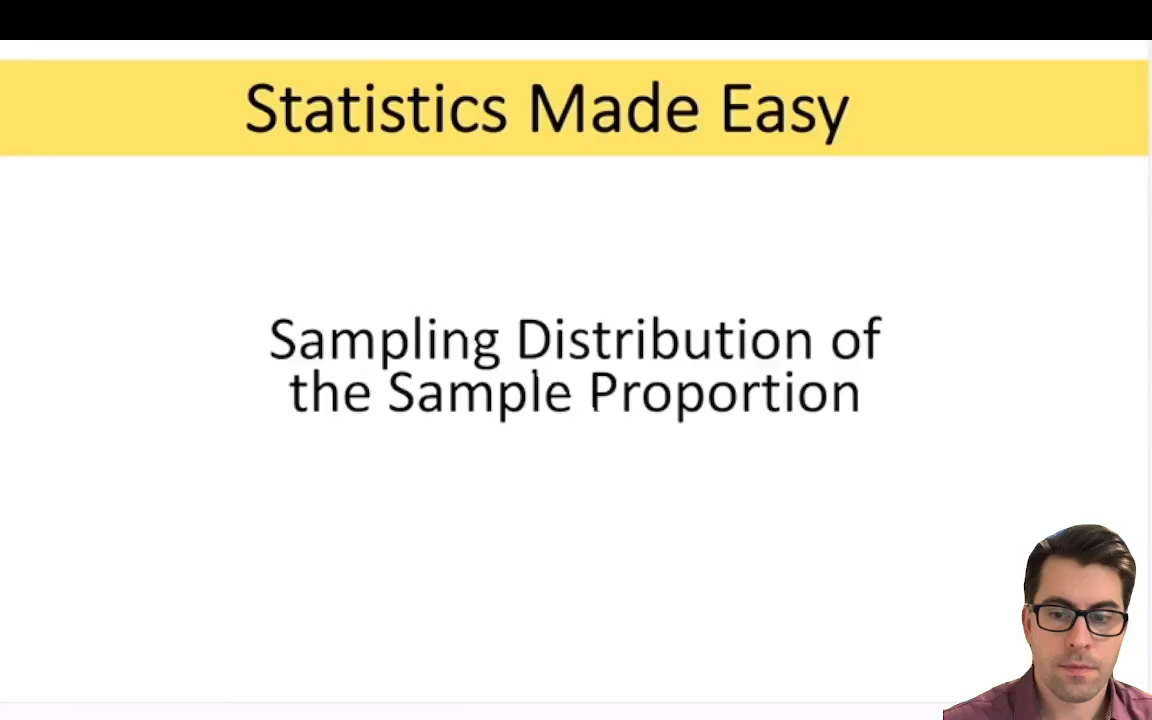 Statistics Made Easy
Sampling Distribution of
the Sample Proportion